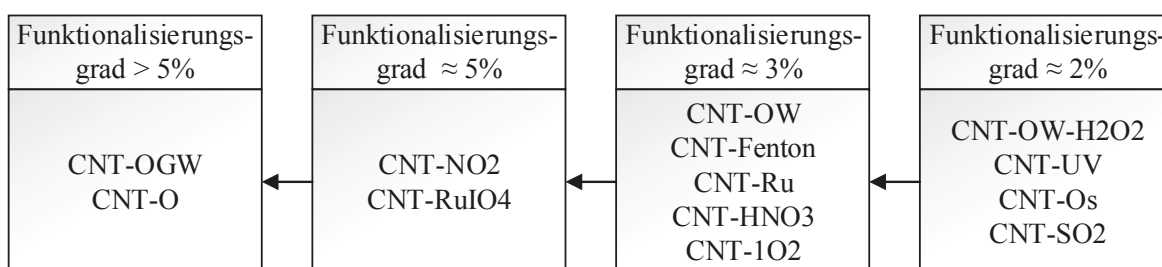 Funktionalisierungs-
grad > 5%
CNT-OGW
CNT-O
Funktionalisierungs-
grad ≈ 5%
CNT-NO2
CNT-RuIO4
Funktionalisierungs-
grad ≈ 3%
CNT-OW
CNT-Fenton
CNT-Ru
CNT-HNO3
CNT-1O2
Funktionalisierungs-
grad ≈ 2%
CNT-OW-H2O2
CNT-UV
CNT-Os
CNT-SO2